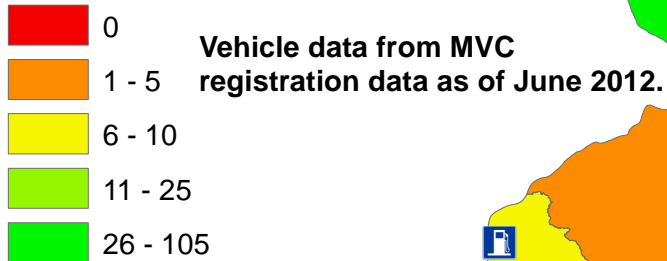 0
Vehicle data from MVC
registration data as of June 2012.
1 - 5
6 - 10
11 - 25
26 - 105